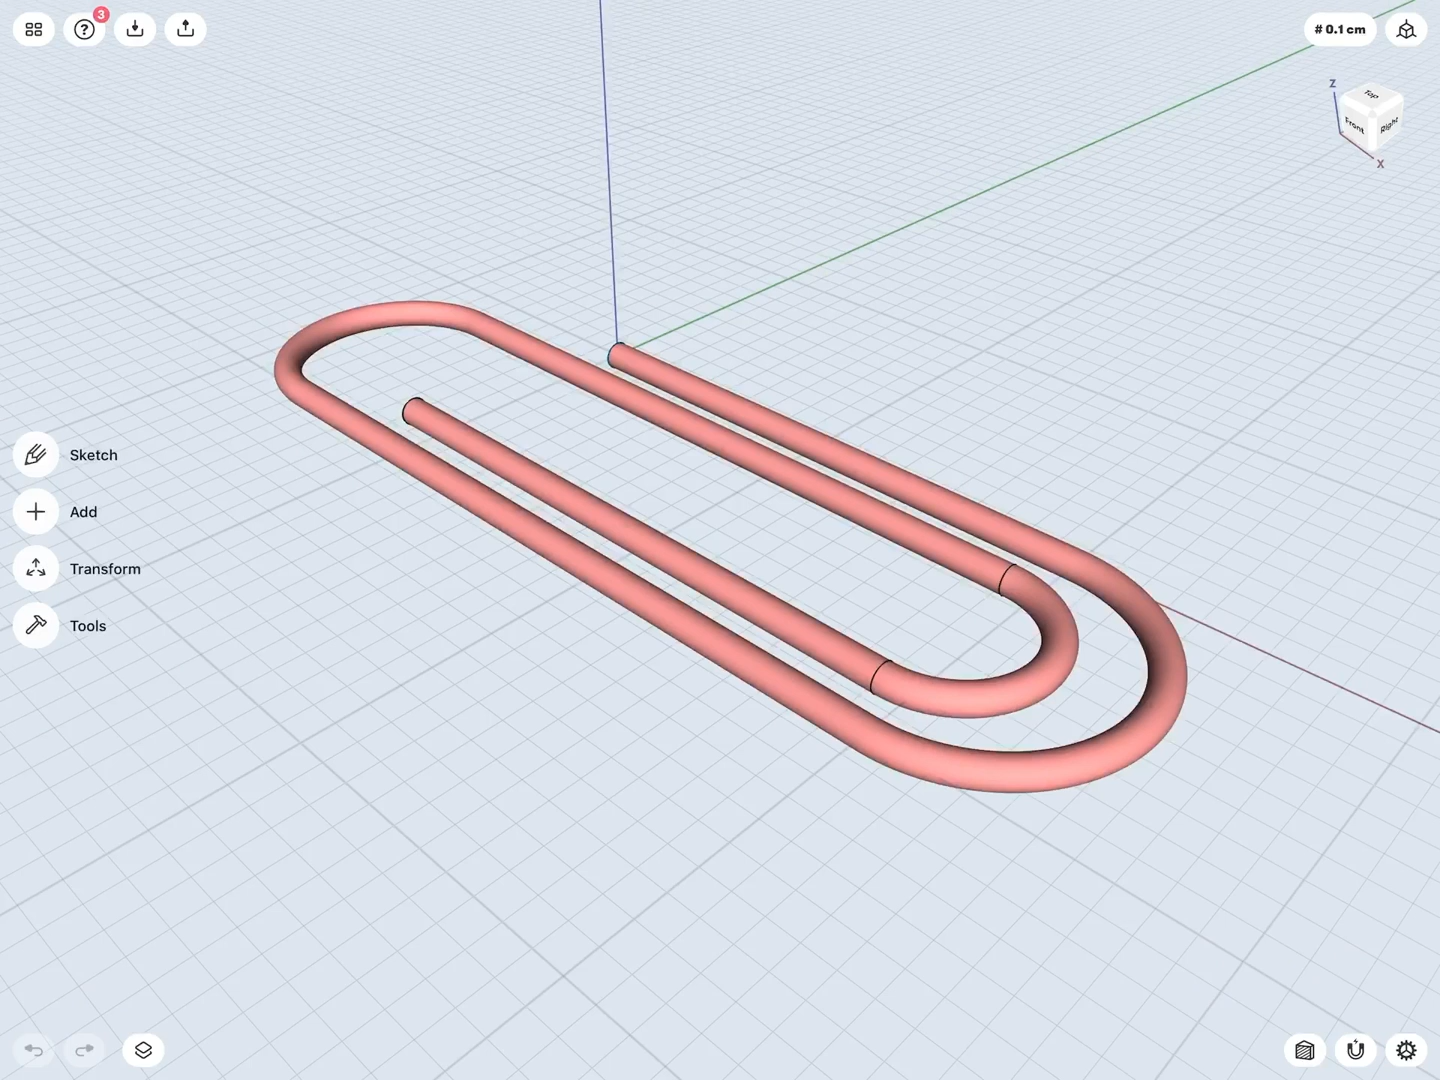 3
# 0.1 cm
Z
Top
Front
Right
X
Sketch
Add
Transform
Tools